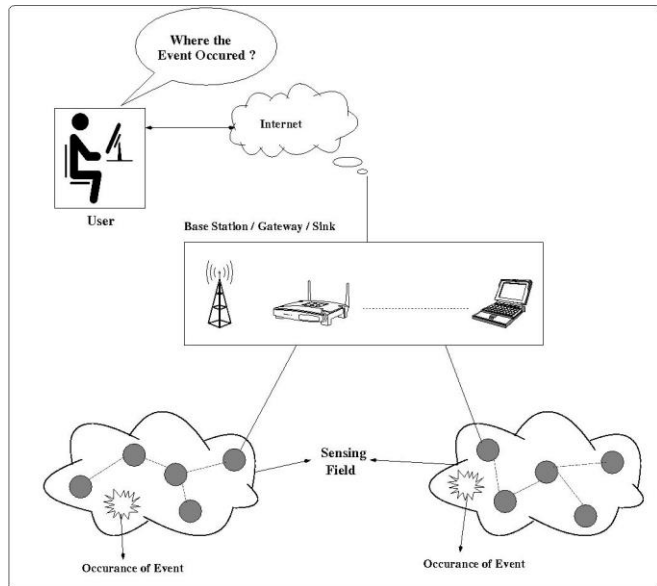 Where the
Event Occured ?
Internet
User
Base Station / Gateway / Sink
Sensing
Field
Occurance of Event
Occurance of Event